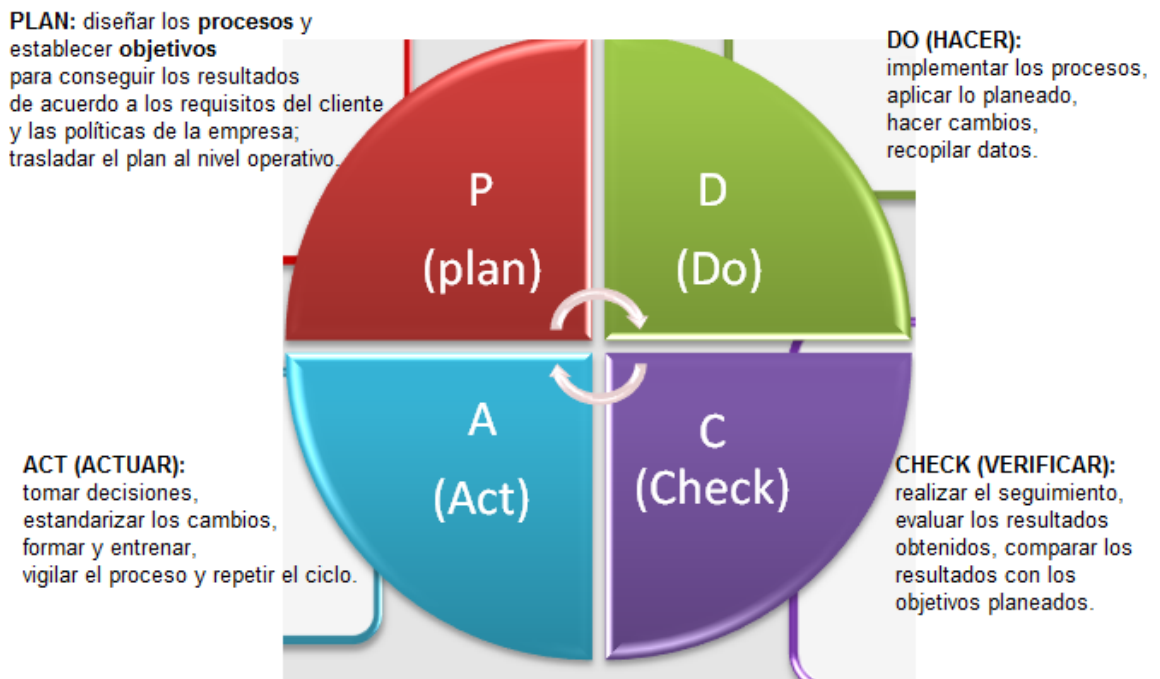 PLAN: diseñar los procesos y
establecer objetivos
para conseguir los resultados
de acuerdo a los requisitos del cliente
y las políticas de la empresa;
trasladar el plan al nivel operativo.
DO (HACER):
implementar los procesos,
aplicar lo planeado,
hacer cambios,
recopilar datos.
P
(plan)
D
(Do)
A
(Act)
C
(Check)
ACT (ACTUAR):
tomar decisiones,
estandarizar los cambios,
formar y entrenar,
vigilar el proceso y repetir el ciclo.
CHECK (VERIFICAR):
realizar el seguimiento,
evaluar los resultados
obtenidos, comparar los
resultados con los
objetivos planeados.